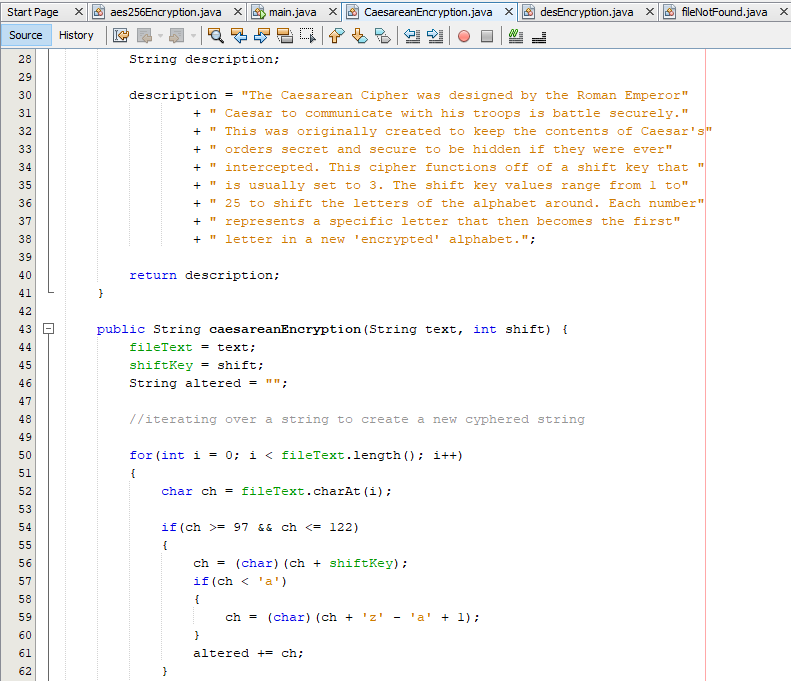 Start Page aes256Encryption.java main.java CaesareanEncryption.java desEncryption.java fileNotFound.java
Source History
28 String description;
29
30 description = "The Caesarean Cipher was designed by the Roman Emperor"
31 + " Caesar to communicate with his troops is battle securely."
32 + " This was originally created to keep the contents of Caesar's"
33 + " orders secret and secure to be hidden if they were ever"
34 + " intercepted. This cipher functions off of a shift key that "
35 + " is usually set to 3. The shift key values range from 1 to"
36 + " 25 to shift the letters of the alphabet around. Each number"
37 + " represents a specific letter that then becomes the first"
38 + " letter in a new 'encrypted' alphabet.";
39
40 return description;
41 }
42
43 public String caesareanEncryption(String text, int shift) {
44 fileText = text;
45 shiftKey = shift;
46 String altered = "";
47
48 //iterating over a string to create a new cyphered string
49
50 for(int i = 0; i < fileText.length(); i++)
51 {
52 char ch = fileText.charAt(i);
53
54 if(ch >= 97 && ch <= 122)
55 {
56 ch = (char)(ch + shiftKey);
57 if(ch < 'a')
58 {
59 ch = (char)(ch + 'z' - 'a' + 1);
60 }
61 altered += ch;
62 }